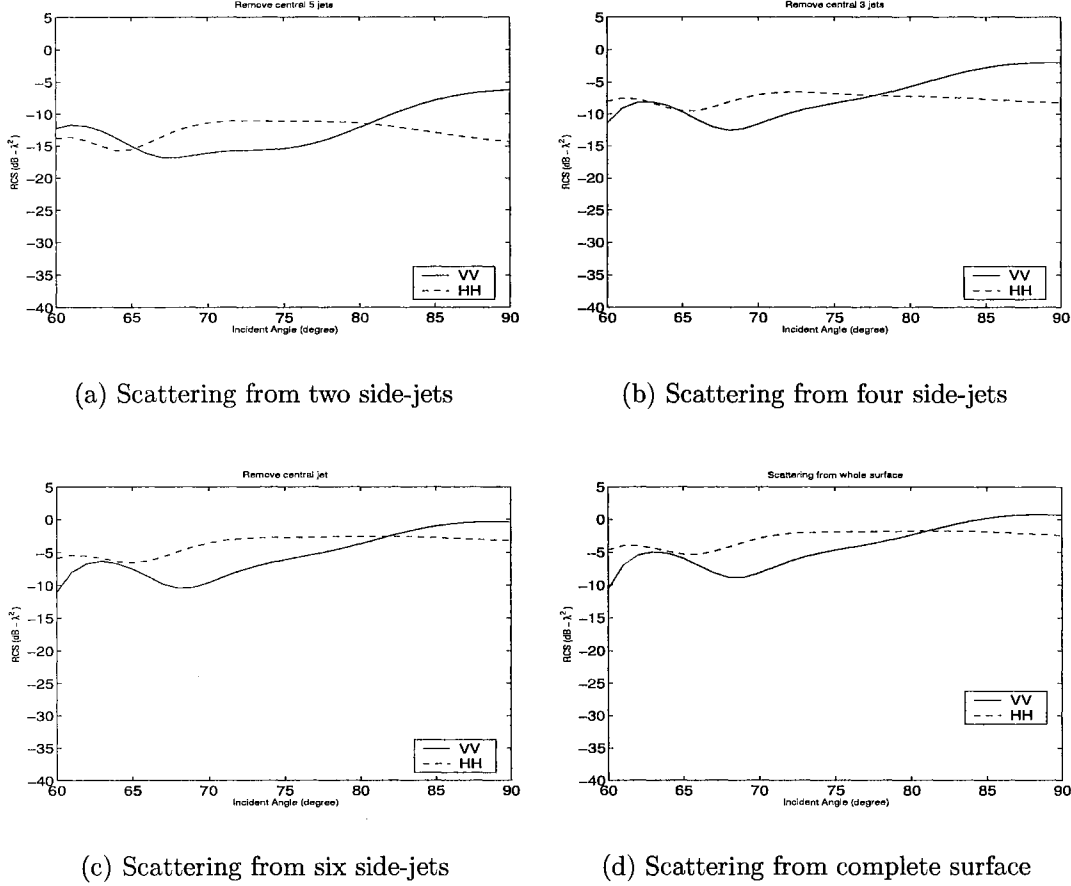 Remove central 5 jets
5
0
−5
−10
−15
−20
−25
−30
−35
−40
RCS (dB − λ²)
60 65 70 75 80 85 90
Incident Angle (degree)
VV
HH
(a) Scattering from two side-jets
Remove central 3 jets
5
0
−5
−10
−15
−20
−25
−30
−35
−40
RCS (dB − λ²)
60 65 70 75 80 85 90
Incident Angle (degree)
VV
HH
(b) Scattering from four side-jets
Remove central jet
5
0
−5
−10
−15
−20
−25
−30
−35
−40
RCS (dB − λ²)
60 65 70 75 80 85 90
Incident Angle (degree)
VV
HH
(c) Scattering from six side-jets
Scattering from whole surface
5
0
−5
−10
−15
−20
−25
−30
−35
−40
RCS (dB − λ²)
60 65 70 75 80 85 90
Incident Angle (degree)
VV
HH
(d) Scattering from complete surface